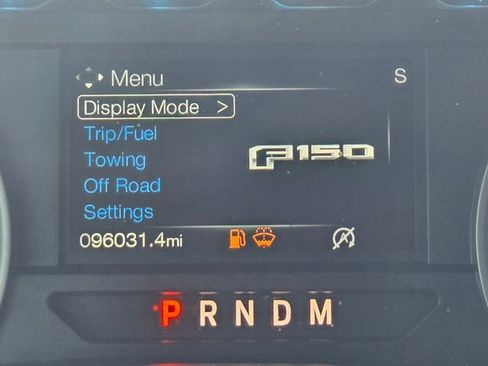 Menu S
Display Mode >
Trip/Fuel
Towing
F150
Off Road
Settings
096031.4mi
P R N D M